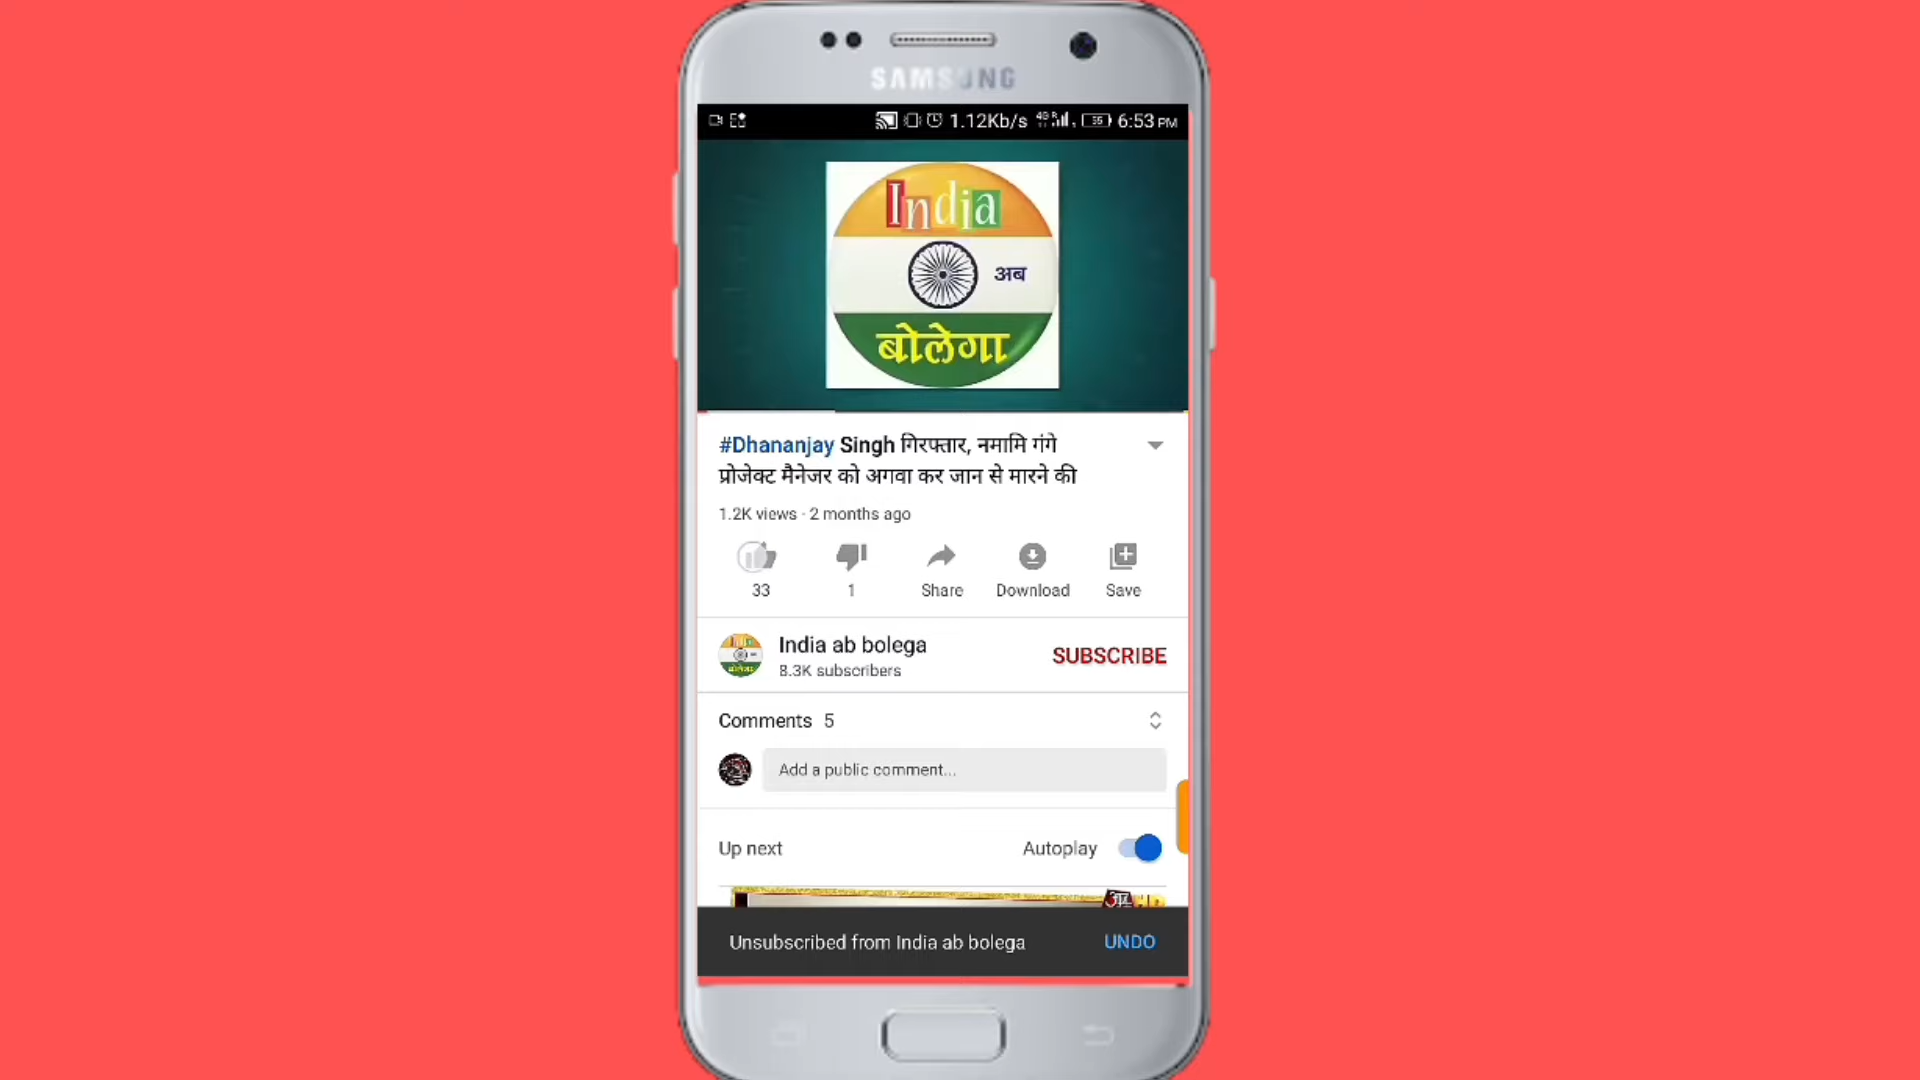 SAMSUNG
1.12Kb/s 35 6:53 PM
India
अब
बोलेगा
#Dhananjay Singh गिरफ्तार, नमामि गंगे
प्रोजेक्ट मैनेजर को अगवा कर जान से मारने की
1.2K views · 2 months ago
33 1 Share Download Save
India ab bolega SUBSCRIBE
8.3K subscribers
Comments 5
Add a public comment...
Up next Autoplay
Unsubscribed from India ab bolega UNDO